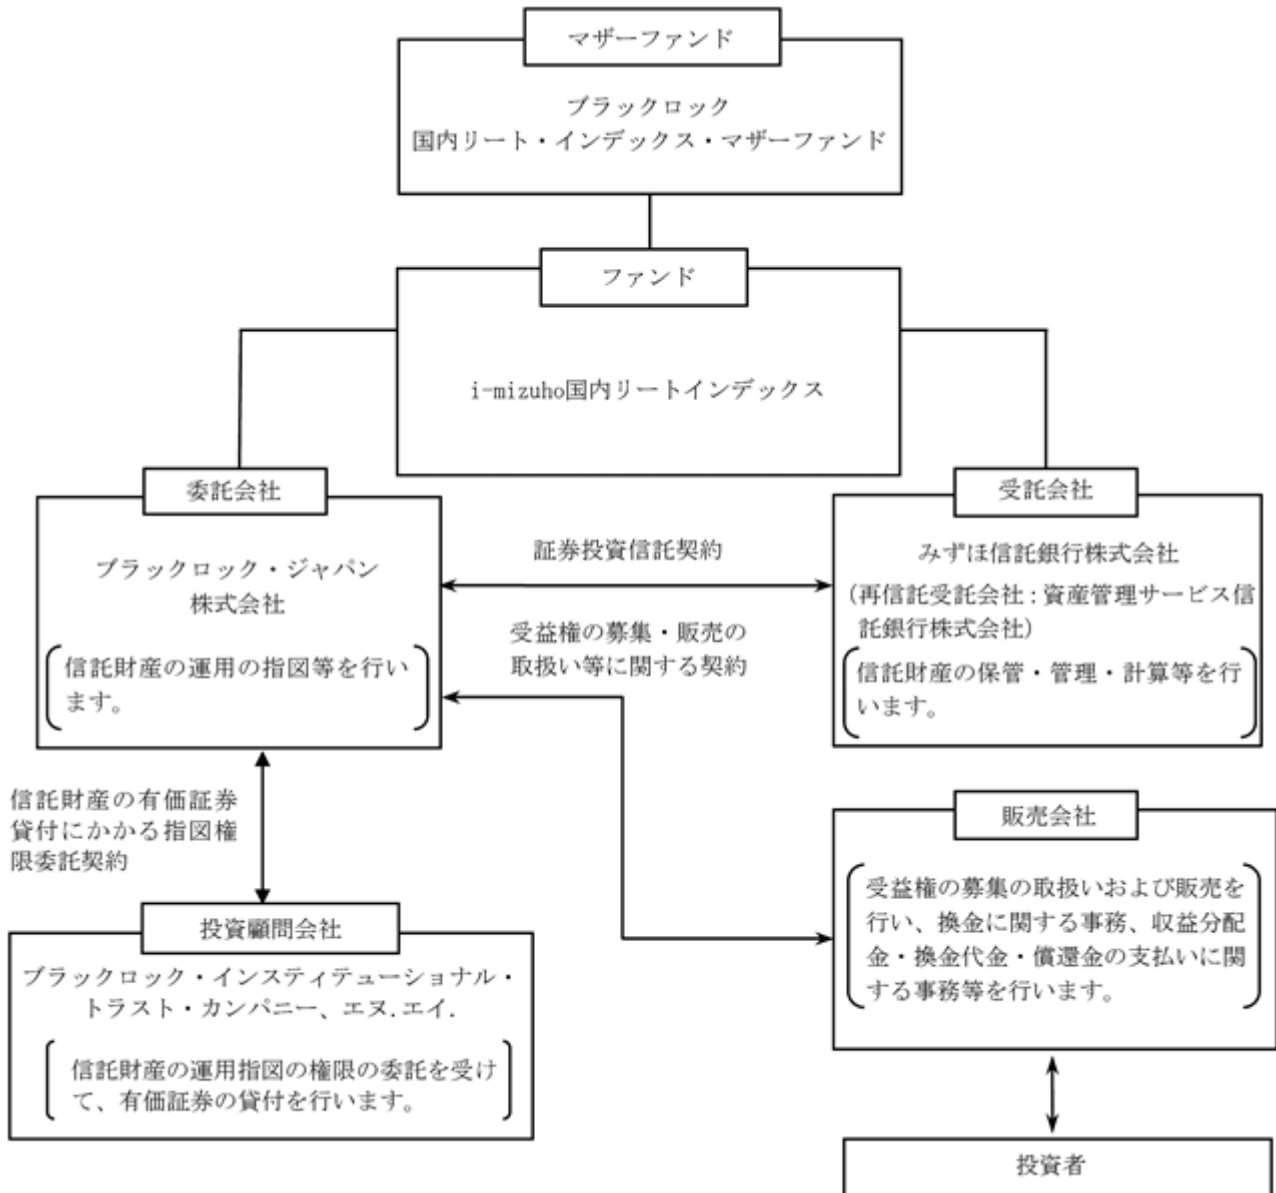 マザーファンド
ブラックロック
国内リート・インデックス・マザーファンド
ファンド
i-mizuho国内リートインデックス
委託会社
ブラックロック・ジャパン
株式会社
信託財産の運用の指図等を行い
ます。
証券投資信託契約
受益権の募集・販売の
取扱い等に関する契約
受託会社
みずほ信託銀行株式会社
(再信託受託会社:資産管理サービス信
託銀行株式会社)
信託財産の保管・管理・計算等を行
います。
信託財産の有価証券
貸付にかかる指図権
限委託契約
販売会社
受益権の募集の取扱いおよび販売を
行い、換金に関する事務、収益分配
金・換金代金・償還金の支払いに関
する事務等を行います。
投資顧問会社
ブラックロック・インスティテューショナル・
トラスト・カンパニー、エヌ.エイ.
信託財産の運用指図の権限の委託を受け
て、有価証券の貸付を行います。
投資者